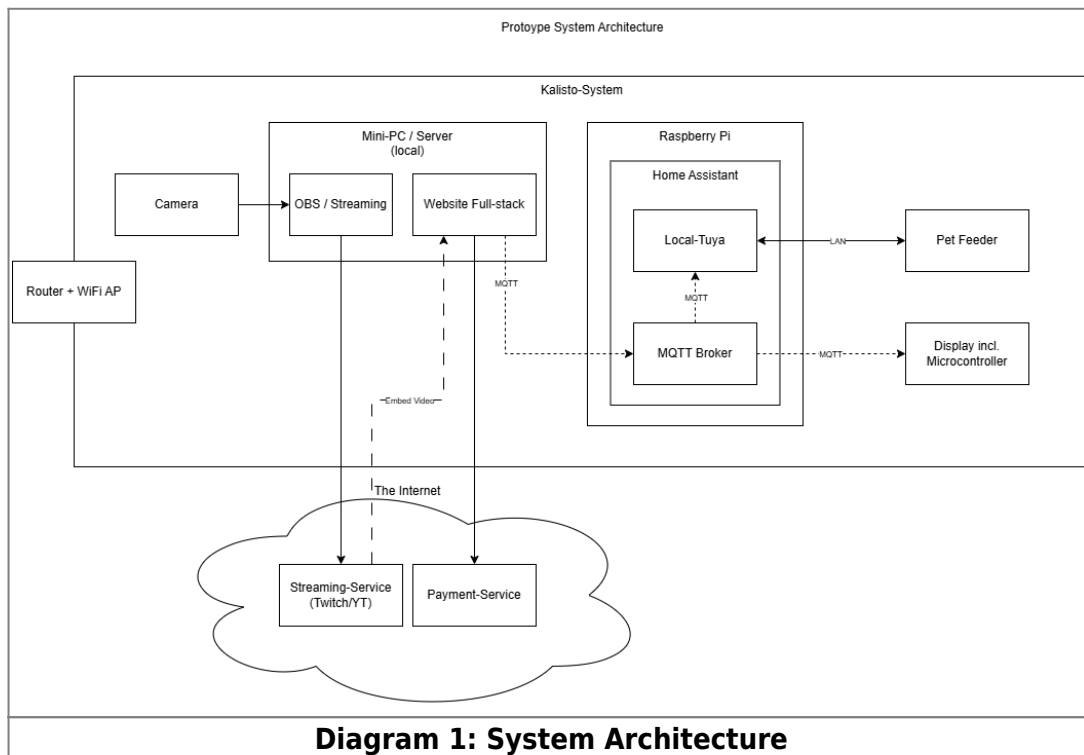 Protoype System Architecture
Kalisto-System
Mini-PC / Server
(local)
Raspberry Pi
Home Assistant
Camera
OBS / Streaming
Website Full-stack
Local-Tuya
LAN
Pet Feeder
Router + WiFi AP
MQTT
MQTT
MQTT Broker
MQTT
Display incl.
Microcontroller
Embed Video
The Internet
Streaming-Service
(Twitch/YT)
Payment-Service
Diagram 1: System Architecture